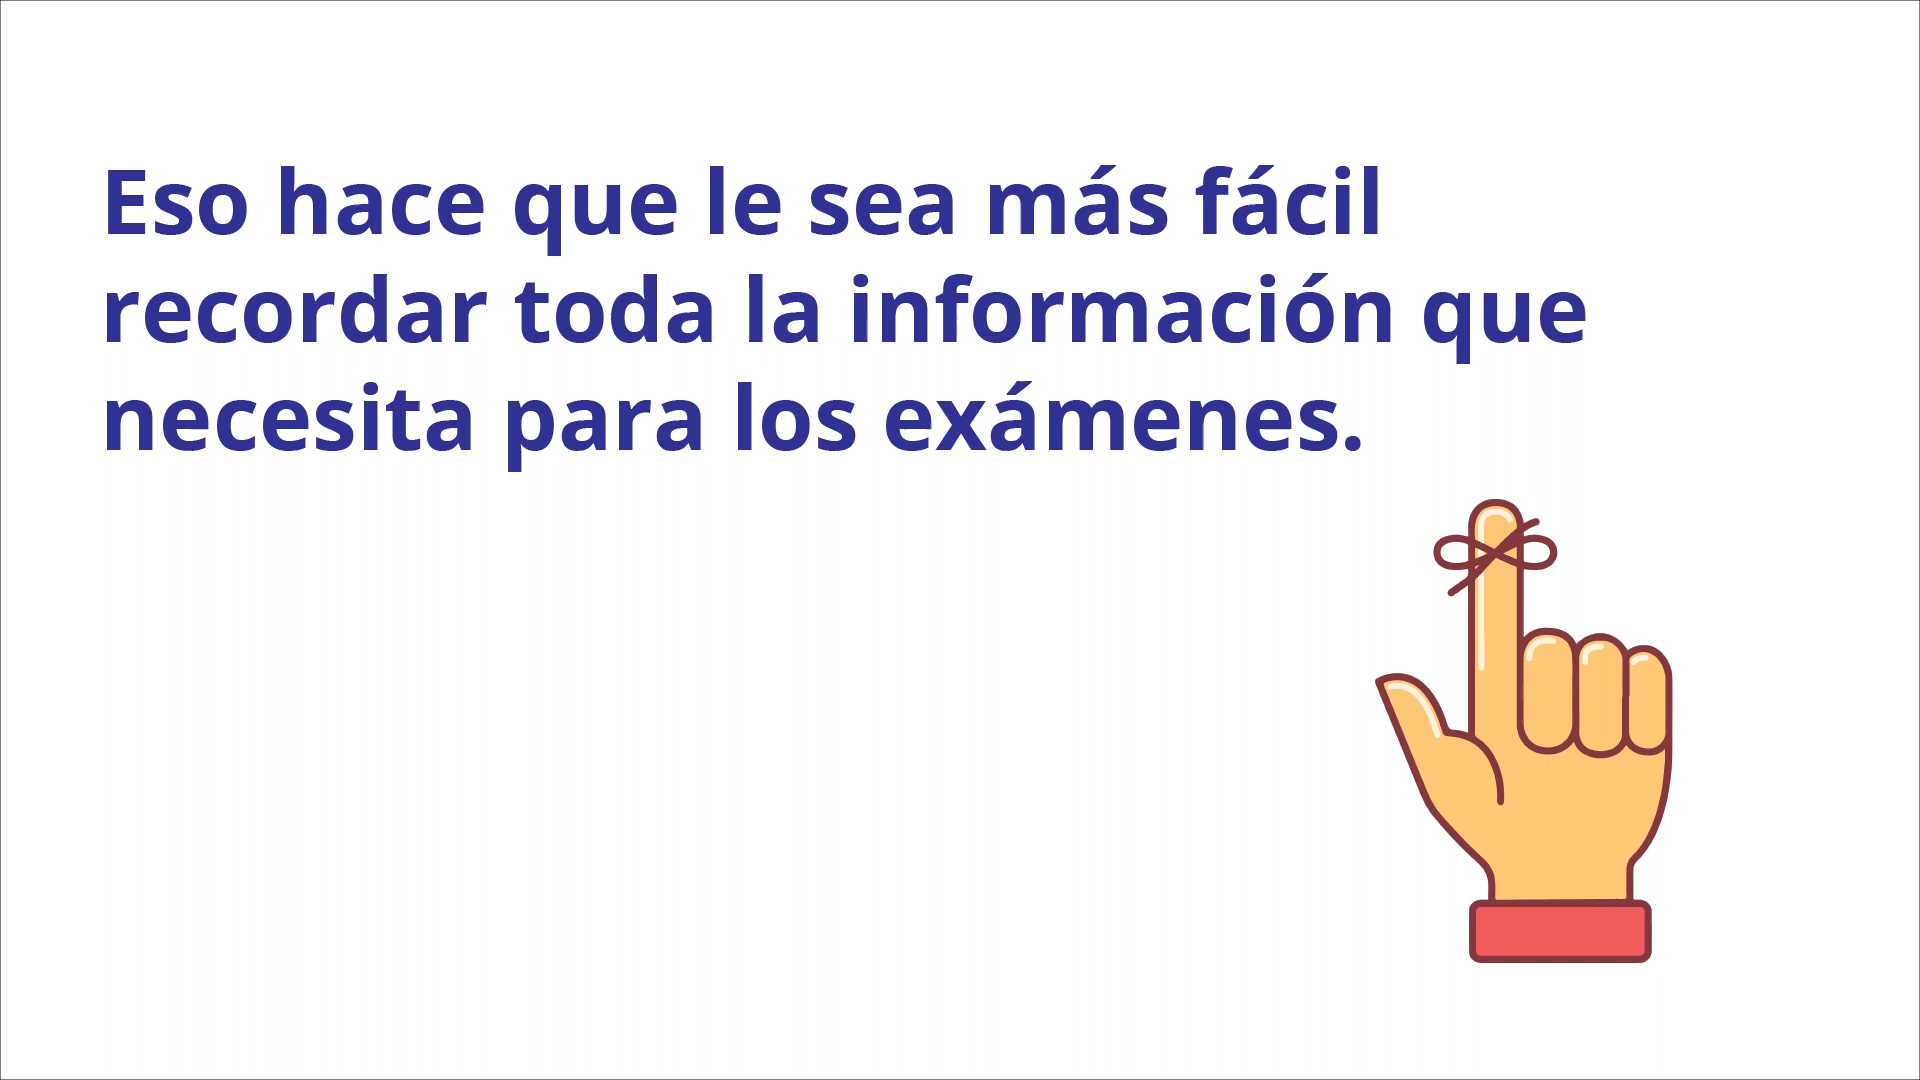 Eso hace que le sea más fácil
recordar toda la información que
necesita para los exámenes.